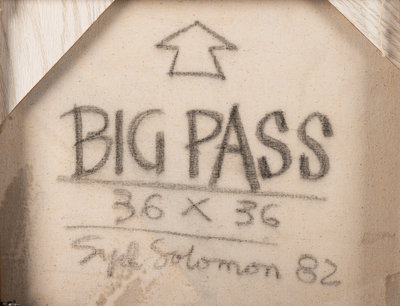 BIG PASS
36 x 36
Syd Solomon 82